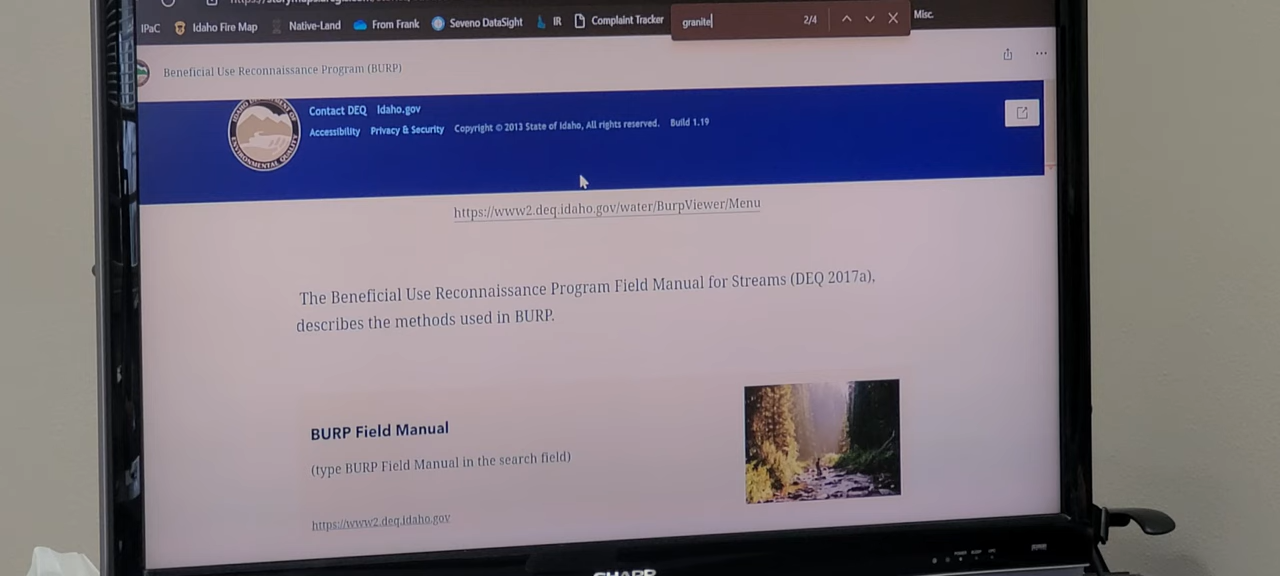 IPaC Idaho Fire Map Native-Land From Frank Seveno DataSight IR Complaint Tracker Misc.
granite 2/4
Beneficial Use Reconnaissance Program (BURP)
Contact DEQ Idaho.gov
Accessibility Privacy & Security Copyright © 2013 State of Idaho, All rights reserved. Build 1.19
https://www2.deq.idaho.gov/water/BurpViewer/Menu
The Beneficial Use Reconnaissance Program Field Manual for Streams (DEQ 2017a),
describes the methods used in BURP.
BURP Field Manual
(type BURP Field Manual in the search field)
https://www2.deq.idaho.gov
SHARP